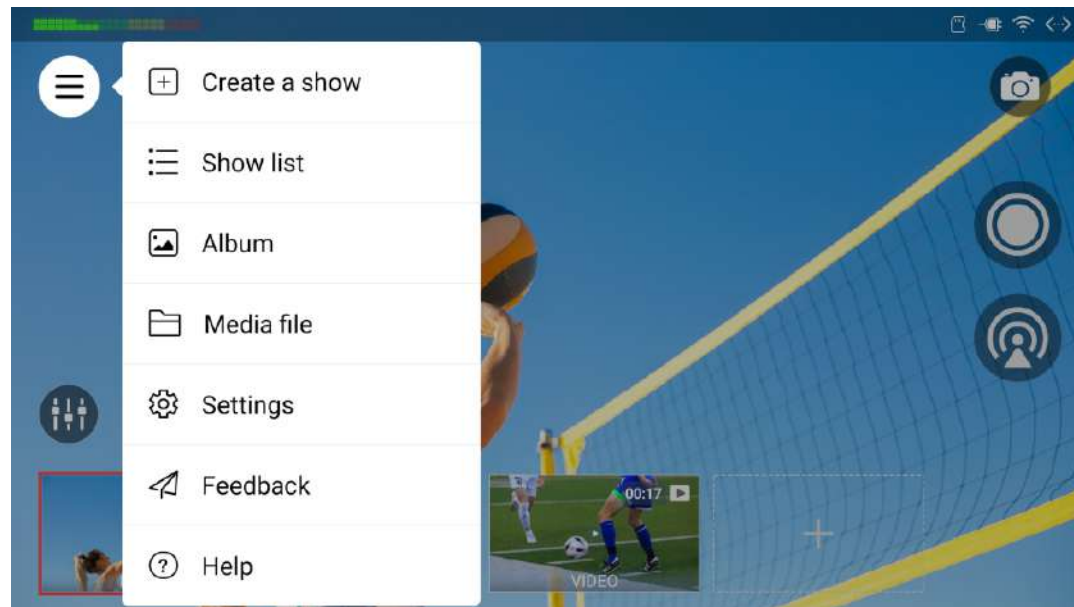 Create a show
Show list
Album
Media file
Settings
Feedback
Help
00:17
VIDEO